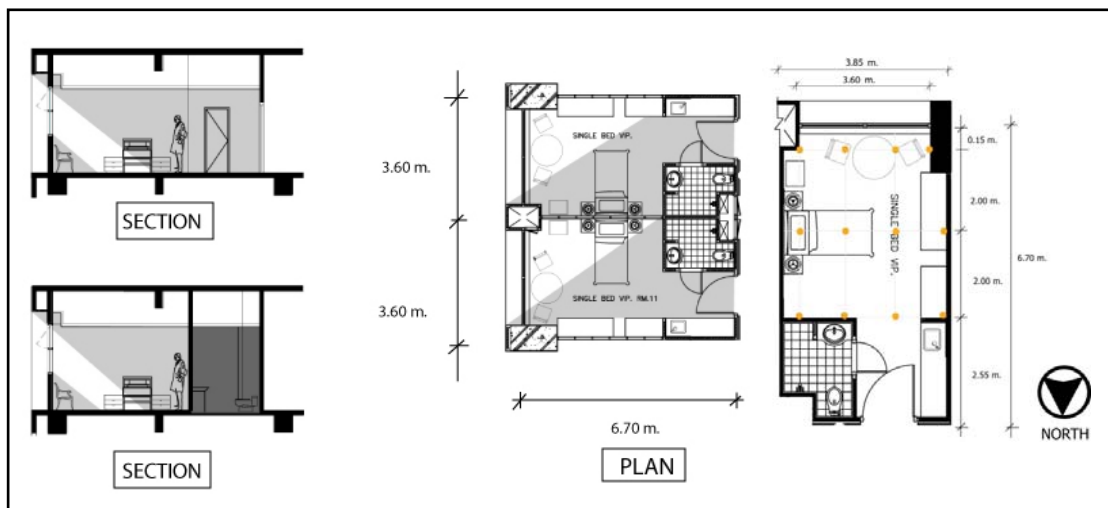 SECTION
SECTION
3.60 m.
3.60 m.
SINGLE BED VIP.
SINGLE BED VIP. RM.11
6.70 m.
PLAN
3.85 m.
3.60 m.
SINGLE BED VIP.
0.15 m.
2.00 m.
2.00 m.
2.55 m.
6.70 m.
NORTH